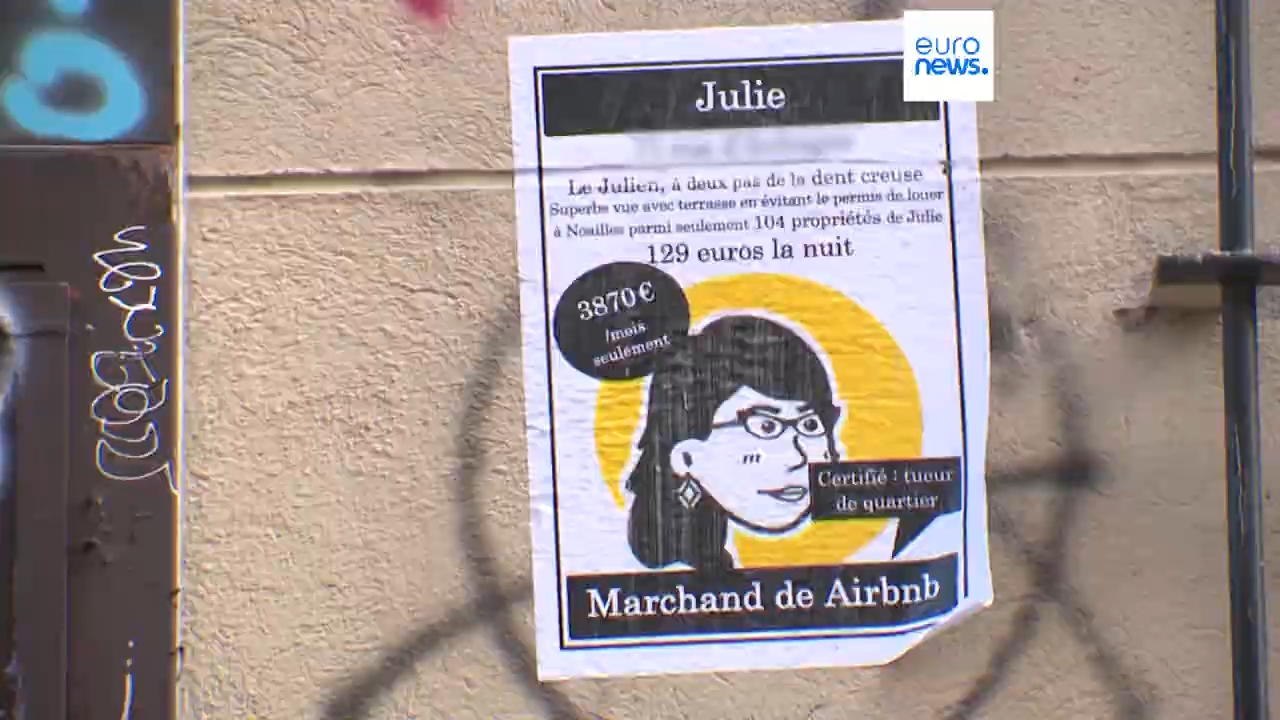 euro
news.
Julie
Le Julien, à deux pas de la dent creuse
Superbe vue avec terrasse en évitant le permis de louer
à Noailles parmi seulement 104 propriétés de Julie
129 euros la nuit
3870€
/mois
seulement
Certifié : tueur
de quartier
Marchand de Airbnb